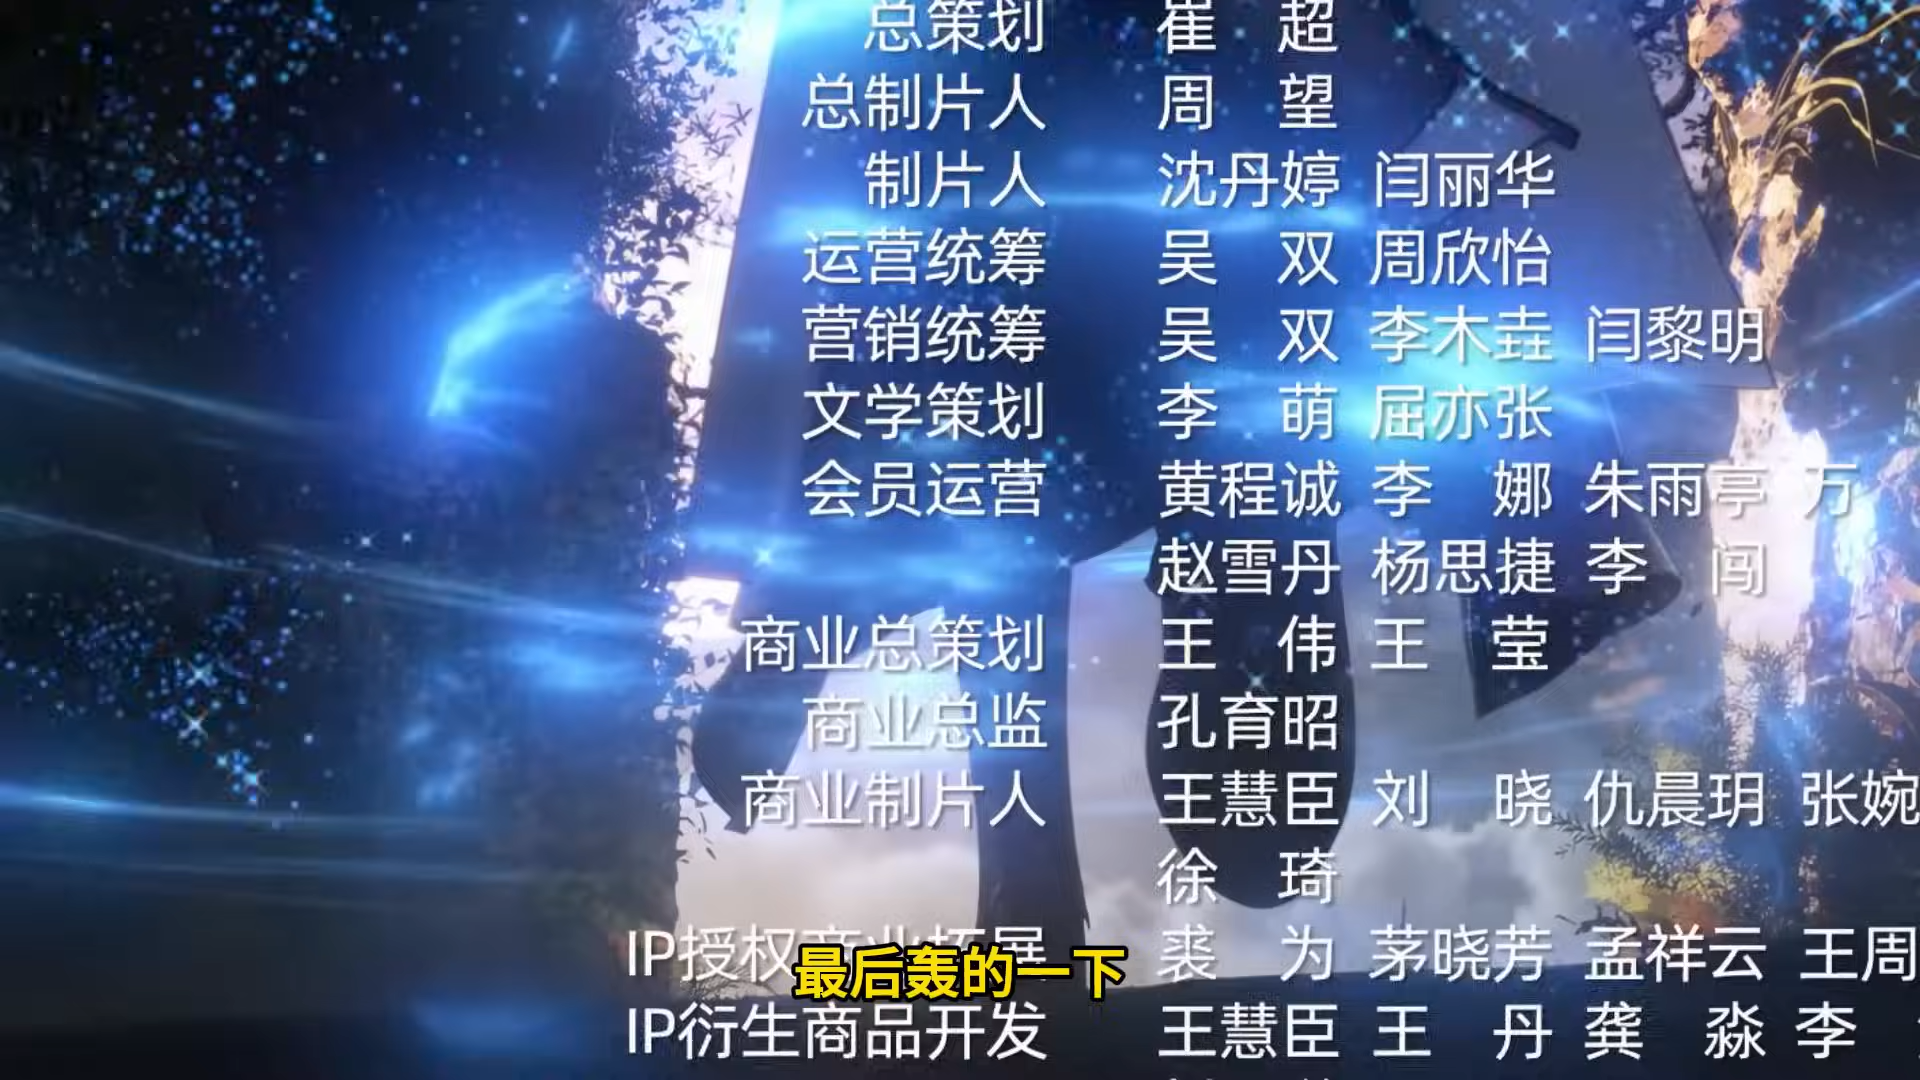 总策划 崔 超
总制片人 周 望
制片人 沈丹婷 闫丽华
运营统筹 吴 双 周欣怡
营销统筹 吴 双 李木垚 闫黎明
文学策划 李 萌 屈亦张
会员运营 黄程诚 李 娜 朱雨亭 万
赵雪丹 杨思捷 李 闯
商业总策划 王 伟 王 莹
商业总监 孔育昭
商业制片人 王慧臣 刘 晓 仇晨玥 张婉
徐 琦
IP授权商业拓展 裘 为 茅晓芳 孟祥云 王周
最后轰的一下
IP衍生商品开发 王慧臣 王 丹 龚 淼 李